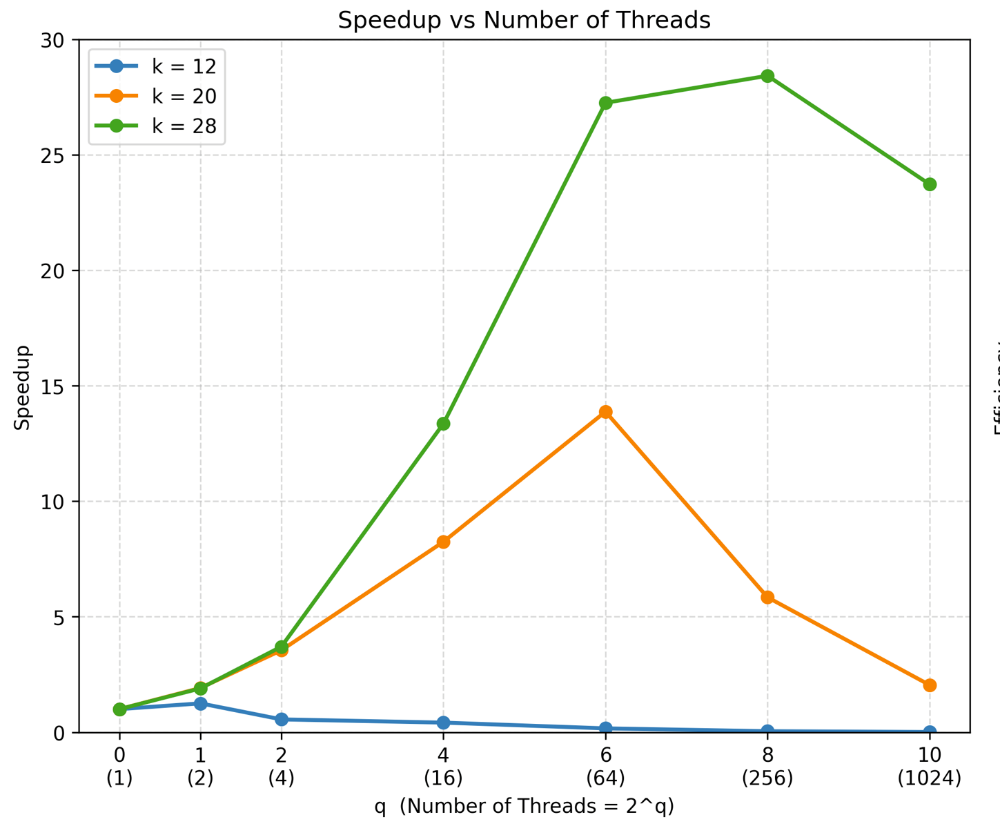 Speedup vs Number of Threads
k = 12
k = 20
k = 28
30
25
20
15
10
5
0
Speedup
0 1 2 4 6 8 10
(1) (2) (4) (16) (64) (256) (1024)
q (Number of Threads = 2^q)